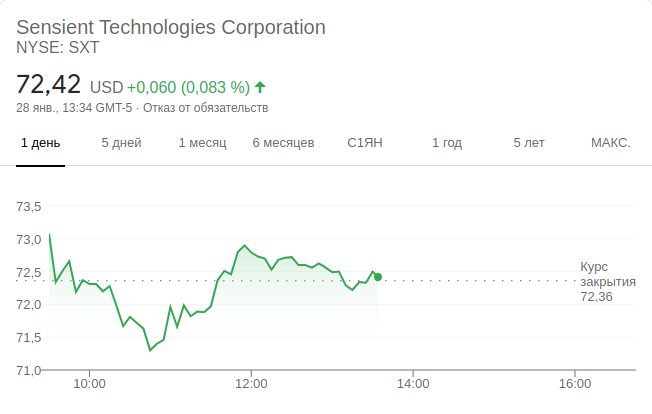 Sensient Technologies Corporation
NYSE: SXT
72,42 USD +0,060 (0,083 %)
28 янв., 13:34 GMT-5 · Отказ от обязательств
1 день 5 дней 1 месяц 6 месяцев С1ЯН 1 год 5 лет МАКС.
73,5
73,0
72,5
72,0
71,5
71,0
Курс
закрытия
72,36
10:00 12:00 14:00 16:00